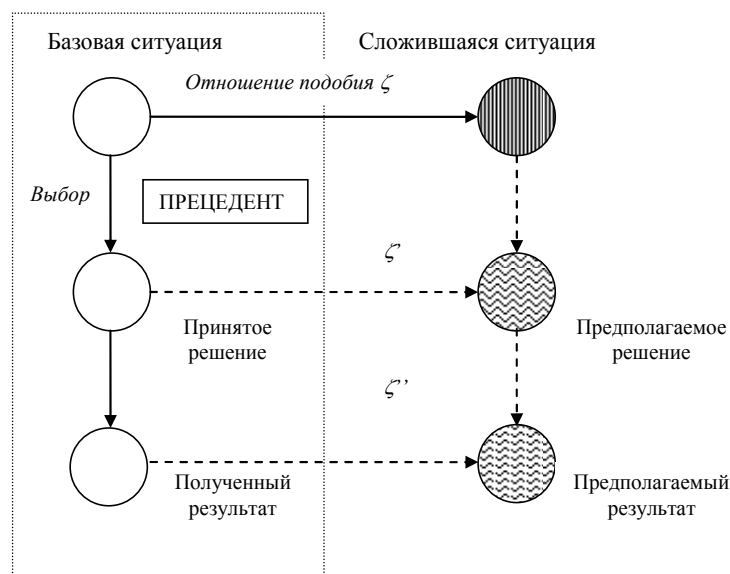 Базовая ситуация
Сложившаяся ситуация
Отношение подобия ζ
Выбор
ПРЕЦЕДЕНТ
ζ’
Принятое
решение
Предполагаемое
решение
ζ’’
Полученный
результат
Предполагаемый
результат